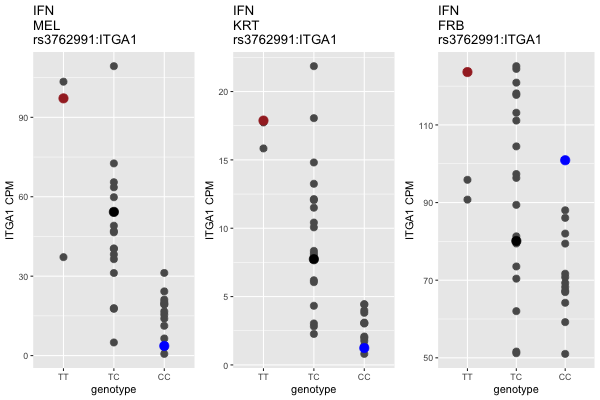 IFN
MEL
rs3762991:ITGA1
ITGA1 CPM
90
60
30
0
TT
TC
CC
genotype
IFN
KRT
rs3762991:ITGA1
ITGA1 CPM
20
15
10
5
0
TT
TC
CC
genotype
IFN
FRB
rs3762991:ITGA1
ITGA1 CPM
110
90
70
50
TT
TC
CC
genotype